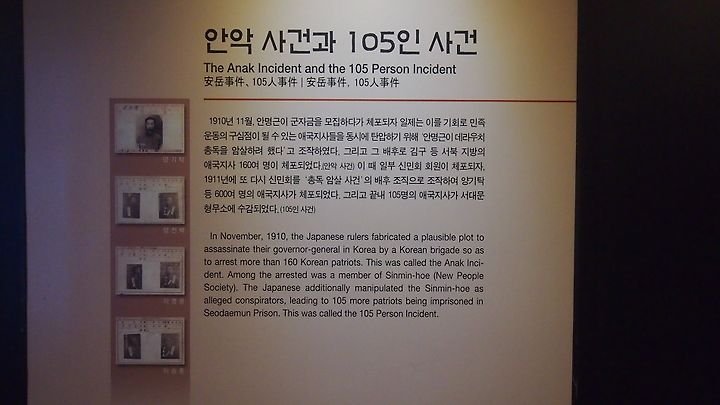 안악 사건과 105인 사건
The Anak Incident and the 105 Person Incident
安岳事件、105人事件 | 安岳事件, 105人事件
1910년 11월, 안명근이 군자금을 모집하다가 체포되자 일제는 이를 기회로 민족
운동의 구심점이 될 수 있는 애국지사들을 동시에 탄압하기 위해 '안명근이 데라우치
총독을 암살하려 했다'고 조작하였다. 그리고 그 배후로 김구 등 서북 지방의
애국지사 160여 명이 체포되었다.(안악 사건) 이 때 일부 신민회 회원이 체포되자,
1911년에 또 다시 신민회를 '총독 암살 사건'의 배후 조직으로 조작하여 양기탁
등 600여 명의 애국지사가 체포되었다. 그리고 끝내 105명의 애국지사가 서대문
형무소에 수감되었다.(105인 사건)
In November, 1910, the Japanese rulers fabricated a plausible plot to
assassinate their governor-general in Korea by a Korean brigade so as
to arrest more than 160 Korean patriots. This was called the Anak Inci-
dent. Among the arrested was a member of Sinmin-hoe (New People
Society). The Japanese additionally manipulated the Sinmin-hoe as
alleged conspirators, leading to 105 more patriots being imprisoned in
Seodaemun Prison. This was called the 105 Person Incident.
양기탁